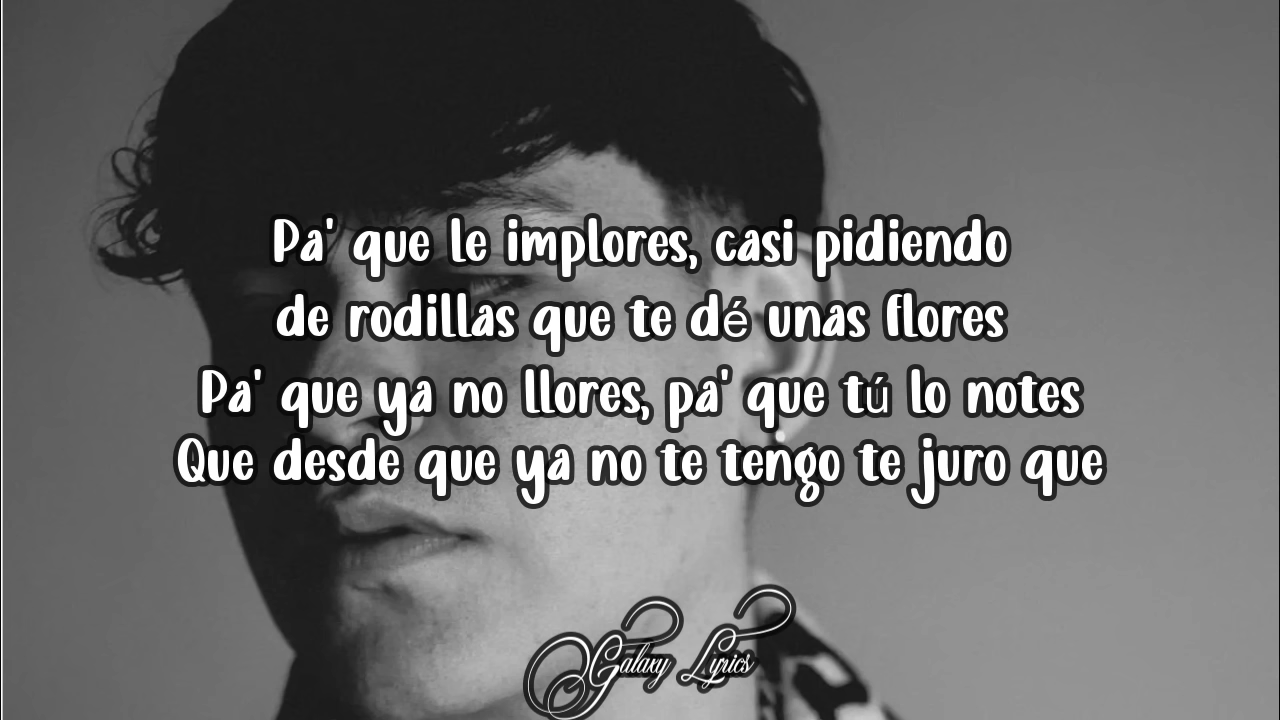 Pa' que le implores, casi pidiendo
de rodillas que te dé unas flores
Pa' que ya no llores, pa' que tú lo notes
Que desde que ya no te tengo te juro que
Galaxy Lyrics